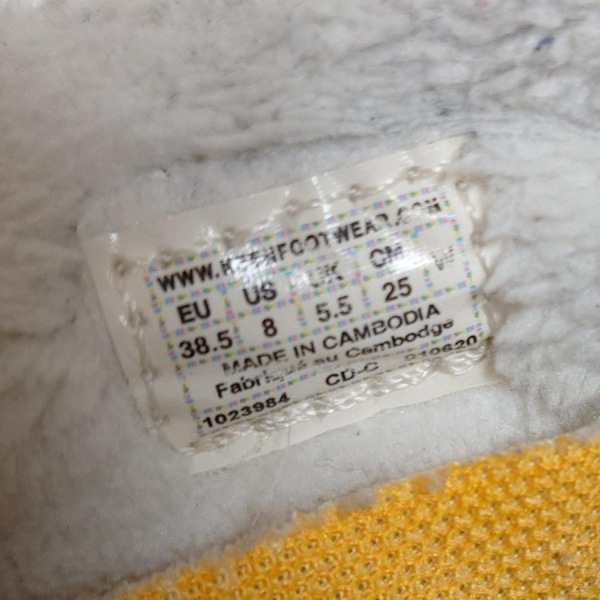 WWW.KEENFOOTWEAR.COM
EU US UK CM W
38.5 8 5.5 25
MADE IN CAMBODIA
Fabriqué au Cambodge
1023984 CD-C